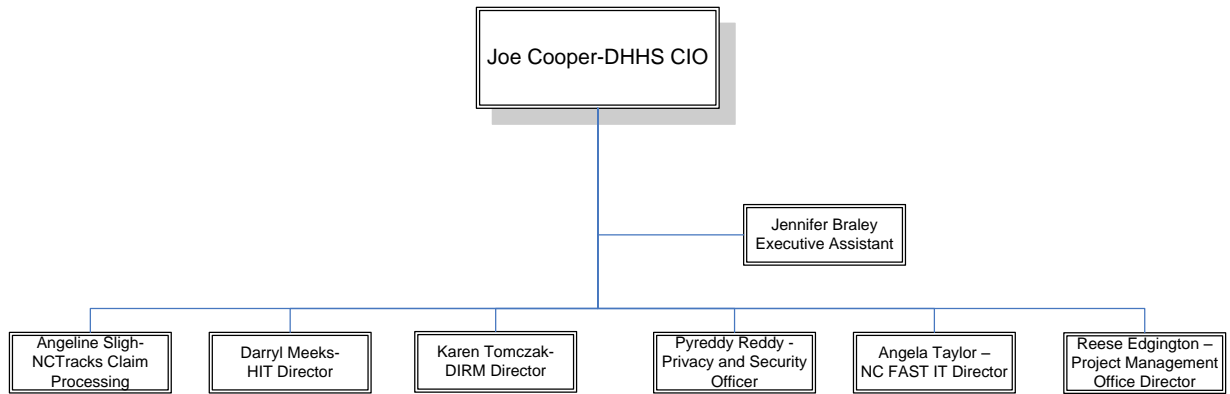 Joe Cooper-DHHS CIO
Jennifer Braley
Executive Assistant
Angeline Sligh-
NCTracks Claim
Processing
Darryl Meeks-
HIT Director
Karen Tomczak-
DIRM Director
Pyreddy Reddy -
Privacy and Security
Officer
Angela Taylor –
NC FAST IT Director
Reese Edgington –
Project Management
Office Director